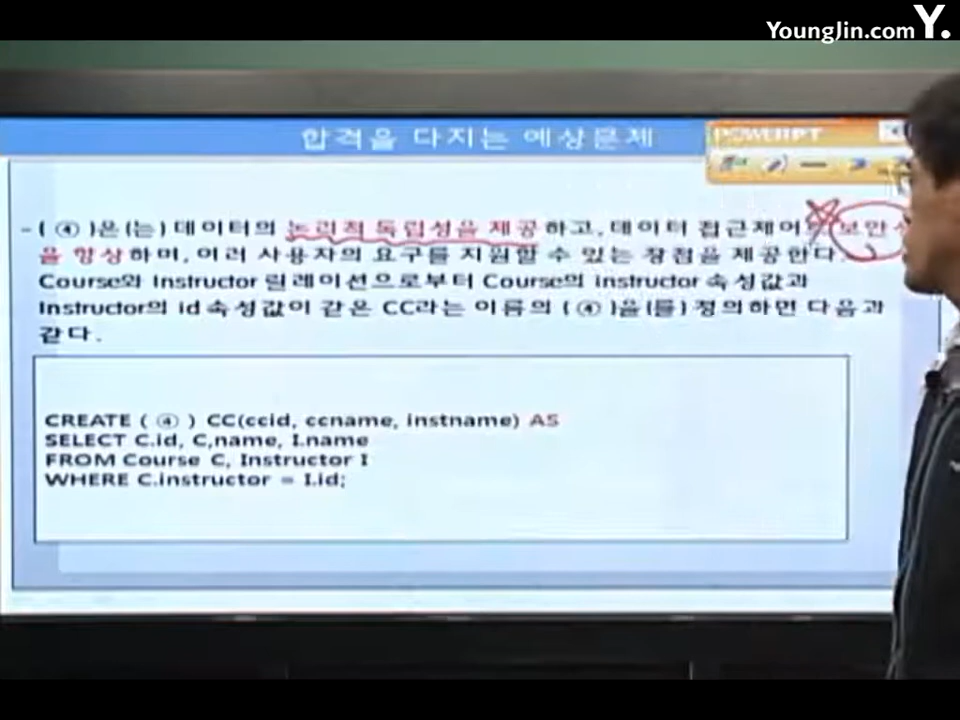 YoungJin.com Y.
합격을 다지는 예상문제
POWERPPT
- ( ④ )은(는) 데이터의 논리적 독립성을 제공하고, 데이터 접근제어로 보안
을 향상하며, 여러 사용자의 요구를 지원할 수 있는 장점을 제공한다.
Course와 Instructor 릴레이션으로부터 Course의 instructor 속성값과
Instructor의 id 속성값이 같은 CC라는 이름의 ( ④ )을(를) 정의하면 다음과
같다.
CREATE ( ④ ) CC(ccid, ccname, instname) AS
SELECT C.id, C,name, I.name
FROM Course C, Instructor I
WHERE C.instructor = I.id;